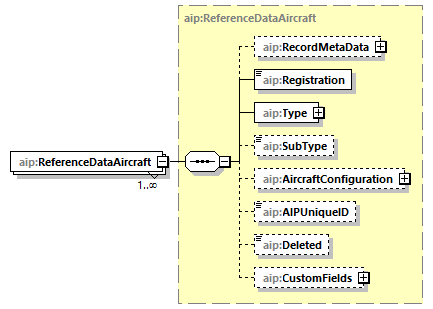 aip:ReferenceDataAircraft
aip:RecordMetaData
aip:Registration
aip:Type
aip:SubType
aip:ReferenceDataAircraft
1..∞
aip:AircraftConfiguration
aip:AIPUniqueID
aip:Deleted
aip:CustomFields